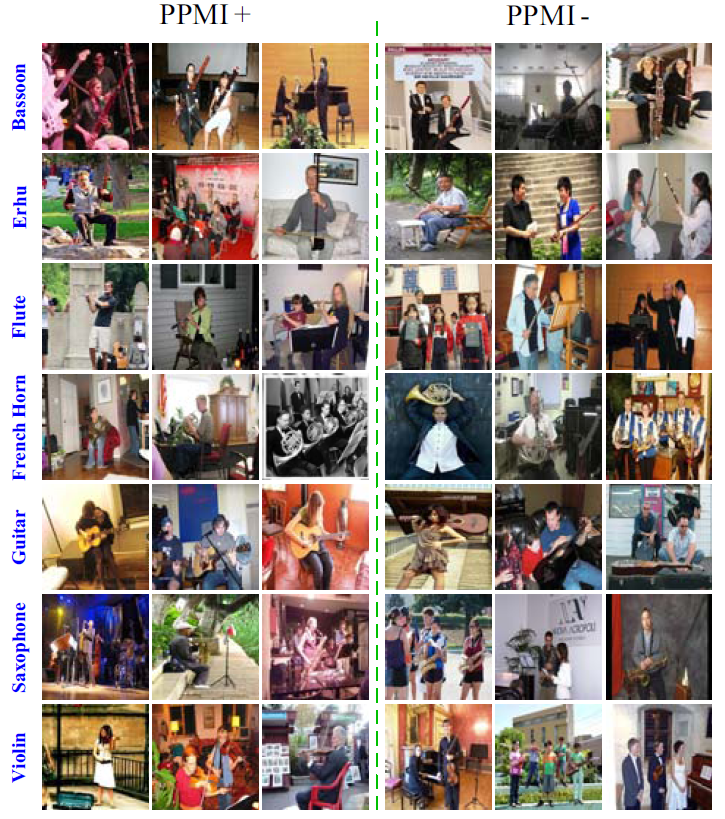 PPMI+
PPMI-
Bassoon
Erhu
Flute
French Horn
Guitar
Saxophone
Violin